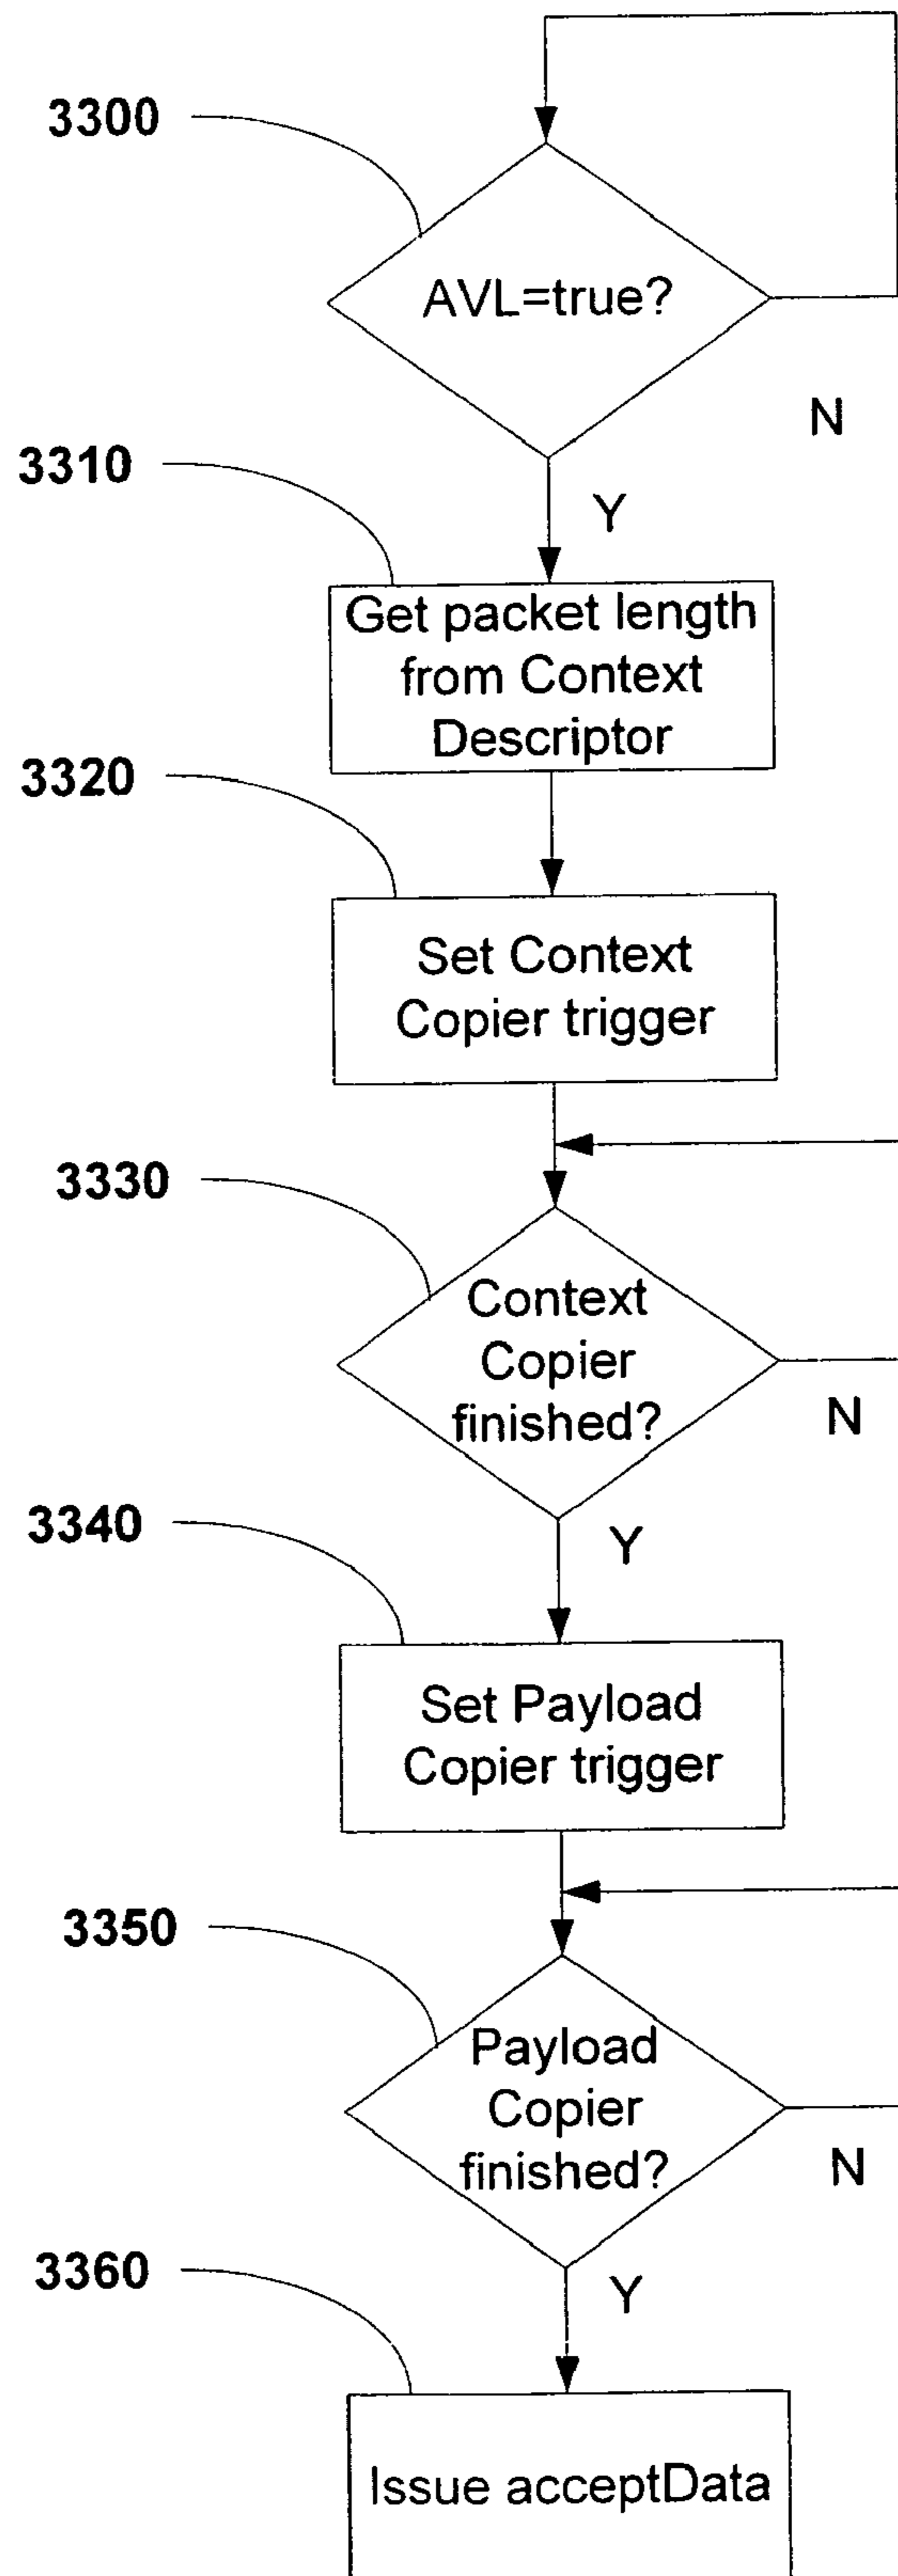 3300
AVL=true?
N
3310
Y
Get packet length
from Context
Descriptor
3320
Set Context
Copier trigger
3330
Context
Copier
finished?
N
3340
Y
Set Payload
Copier trigger
3350
Payload
Copier
finished?
N
3360
Y
Issue acceptData